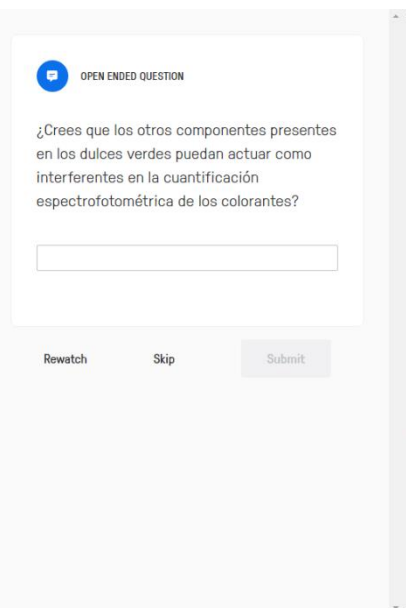 OPEN ENDED QUESTION
¿Crees que los otros componentes presentes
en los dulces verdes puedan actuar como
interferentes en la cuantificación
espectrofotométrica de los colorantes?
Rewatch Skip Submit